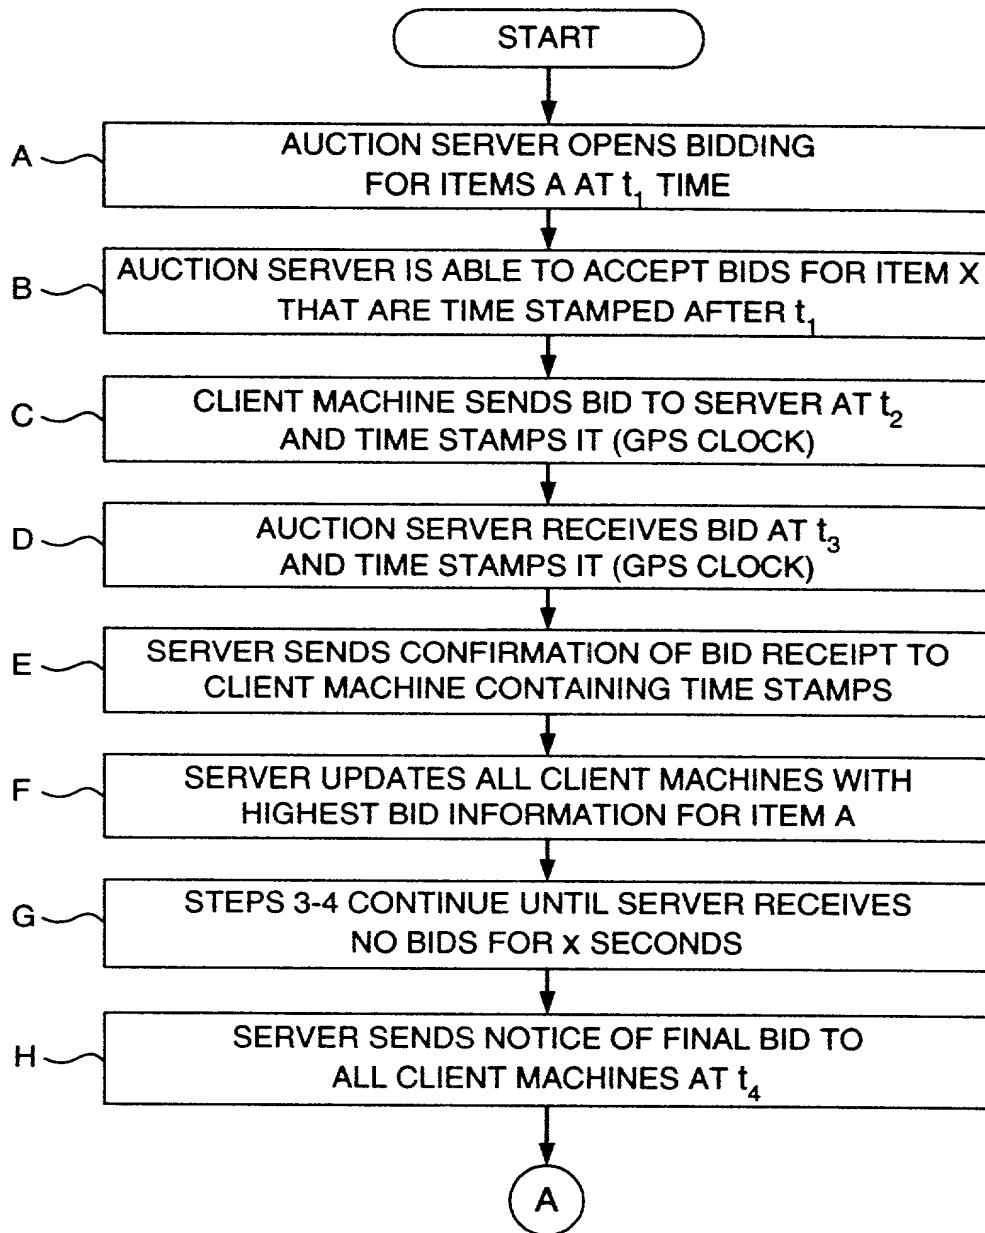 START
A
AUCTION SERVER OPENS BIDDING
FOR ITEMS A AT t₁ TIME
B
AUCTION SERVER IS ABLE TO ACCEPT BIDS FOR ITEM X
THAT ARE TIME STAMPED AFTER t₁
C
CLIENT MACHINE SENDS BID TO SERVER AT t₂
AND TIME STAMPS IT (GPS CLOCK)
D
AUCTION SERVER RECEIVES BID AT t₃
AND TIME STAMPS IT (GPS CLOCK)
E
SERVER SENDS CONFIRMATION OF BID RECEIPT TO
CLIENT MACHINE CONTAINING TIME STAMPS
F
SERVER UPDATES ALL CLIENT MACHINES WITH
HIGHEST BID INFORMATION FOR ITEM A
G
STEPS 3-4 CONTINUE UNTIL SERVER RECEIVES
NO BIDS FOR X SECONDS
H
SERVER SENDS NOTICE OF FINAL BID TO
ALL CLIENT MACHINES AT t₄
A